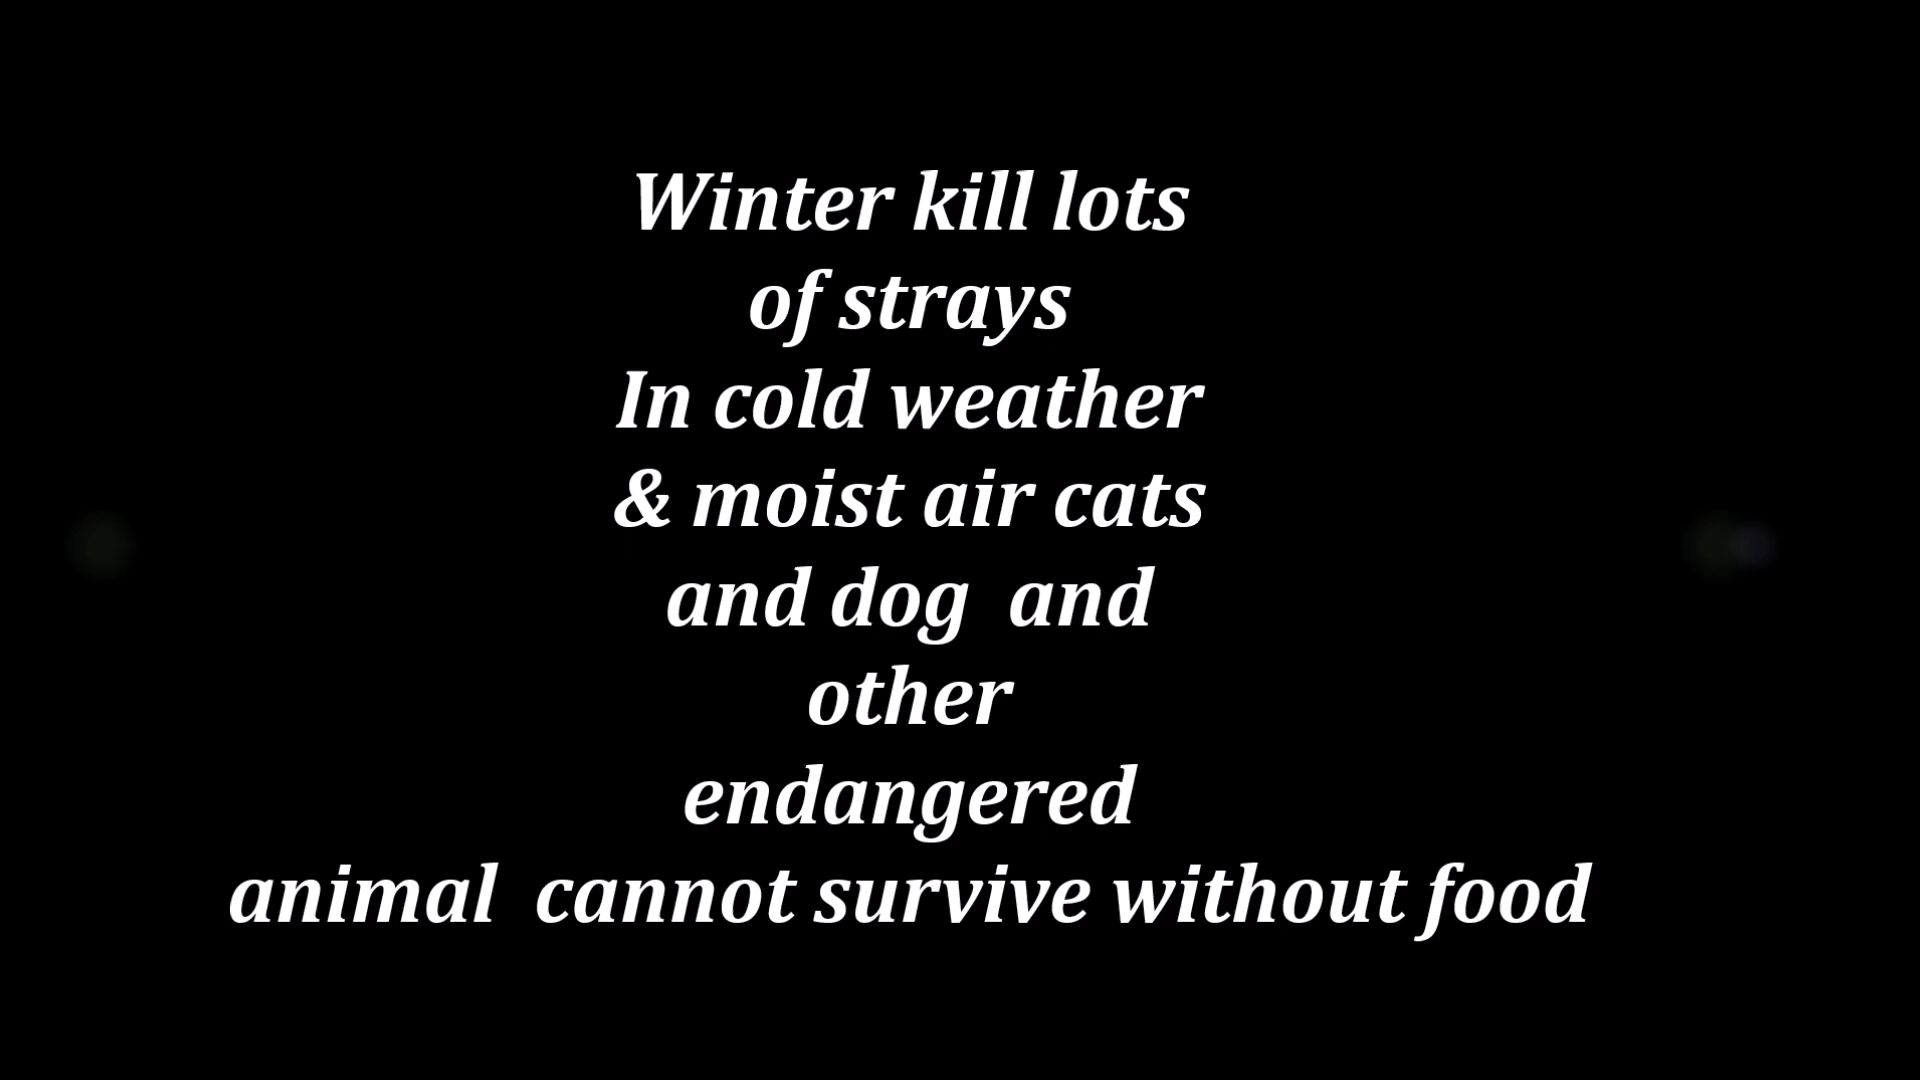 Winter kill lots
of strays
In cold weather
& moist air cats
and dog  and
other
endangered
animal  cannot survive without food